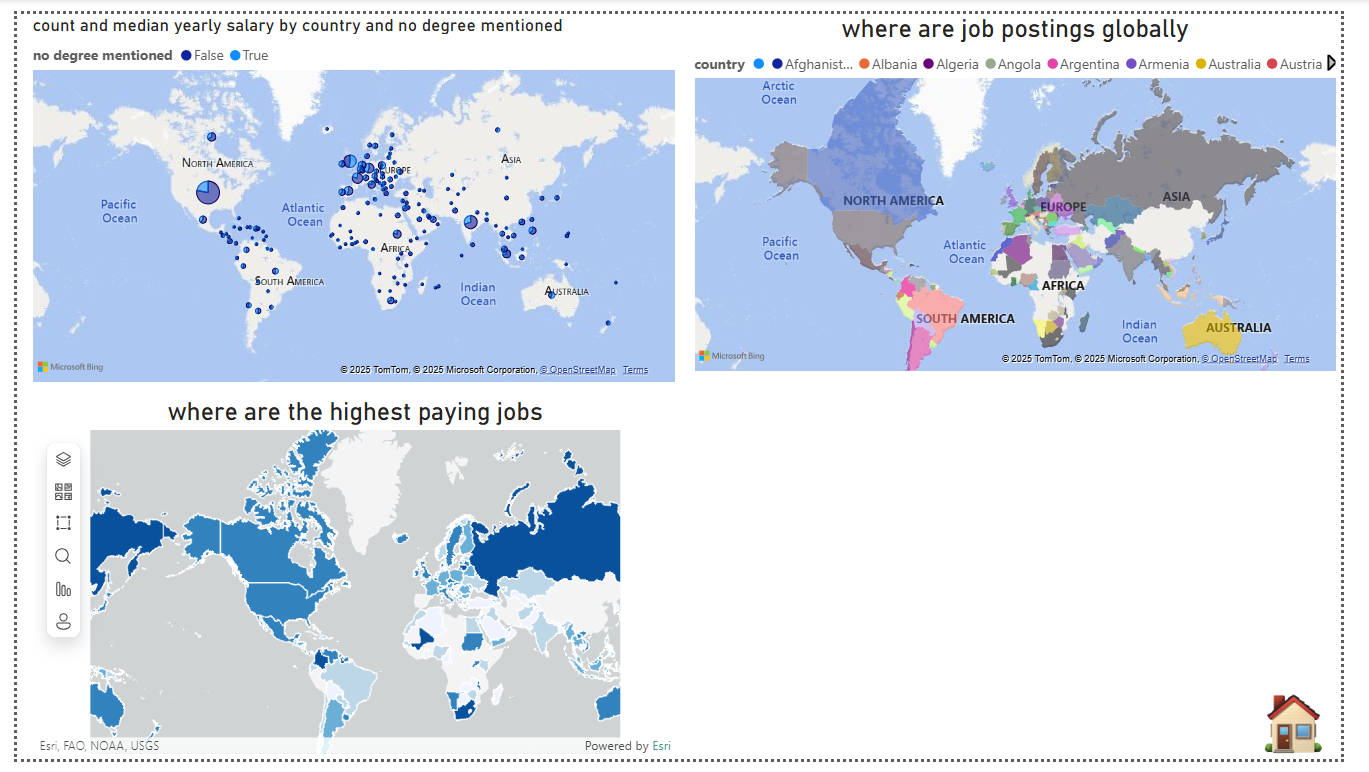 count and median yearly salary by country and no degree mentioned
no degree mentioned False True
NORTH AMERICA
EUROPE
ASIA
Pacific
Ocean
Atlantic
Ocean
AFRICA
SOUTH AMERICA
Indian
Ocean
AUSTRALIA
Microsoft Bing
© 2025 TomTom, © 2025 Microsoft Corporation, © OpenStreetMap Terms
where are job postings globally
country Afghanist... Albania Algeria Angola Argentina Armenia Australia Austria
Arctic
Ocean
NORTH AMERICA
EUROPE
ASIA
Pacific
Ocean
Atlantic
Ocean
AFRICA
SOUTH AMERICA
Indian
Ocean
AUSTRALIA
Microsoft Bing
© 2025 TomTom, © 2025 Microsoft Corporation, © OpenStreetMap Terms
where are the highest paying jobs
Esri, FAO, NOAA, USGS
Powered by Esri